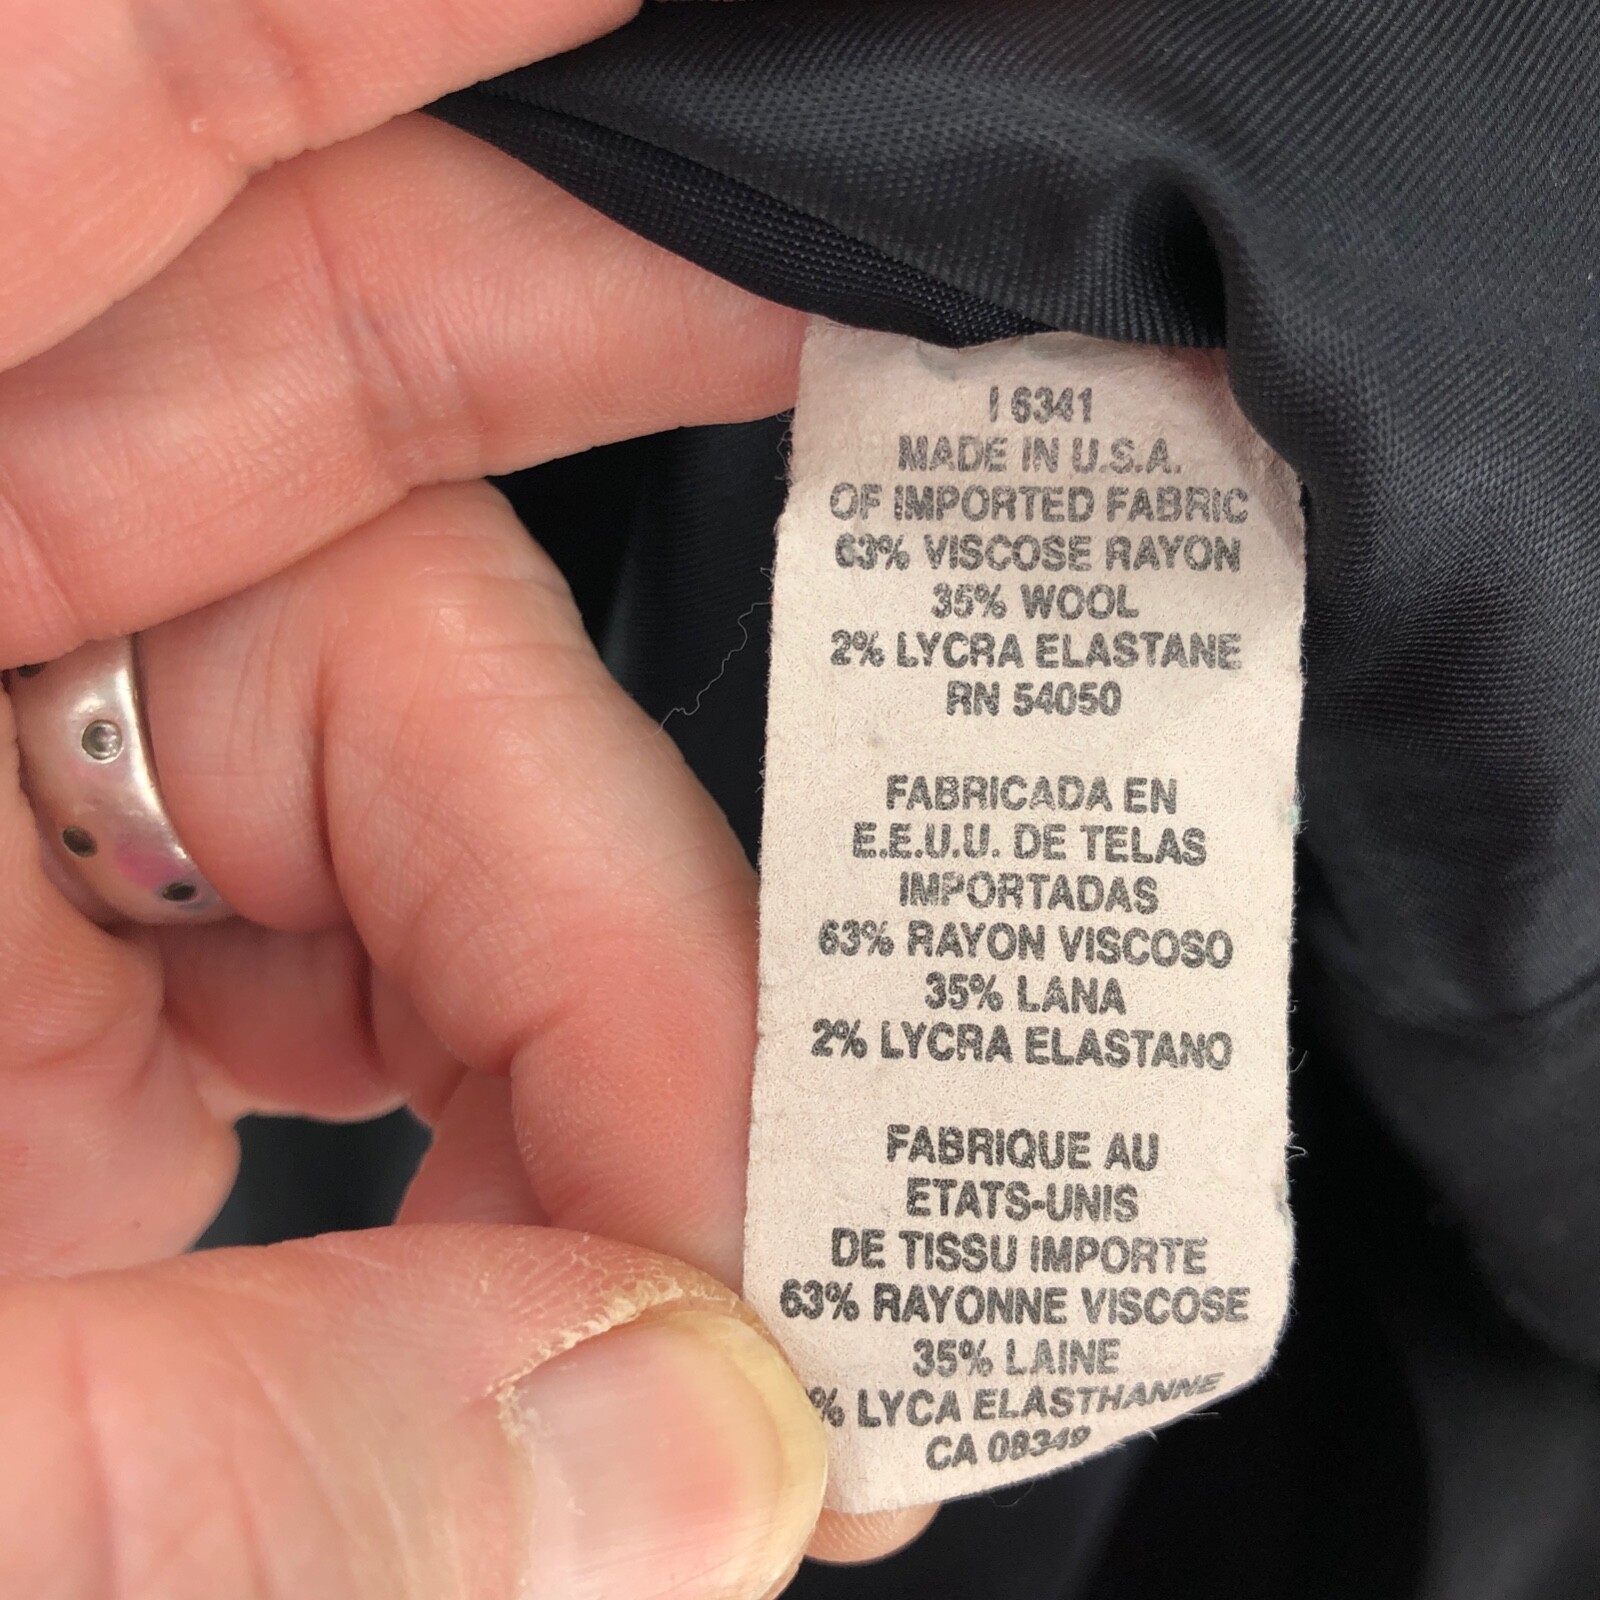 I 6341
MADE IN U.S.A.
OF IMPORTED FABRIC
63% VISCOSE RAYON
35% WOOL
2% LYCRA ELASTANE
RN 54050
FABRICADA EN
E.E.U.U. DE TELAS
IMPORTADAS
63% RAYON VISCOSO
35% LANA
2% LYCRA ELASTANO
FABRIQUE AU
ETATS-UNIS
DE TISSU IMPORTE
63% RAYONNE VISCOSE
35% LAINE
% LYCA ELASTHANNE
CA 08349